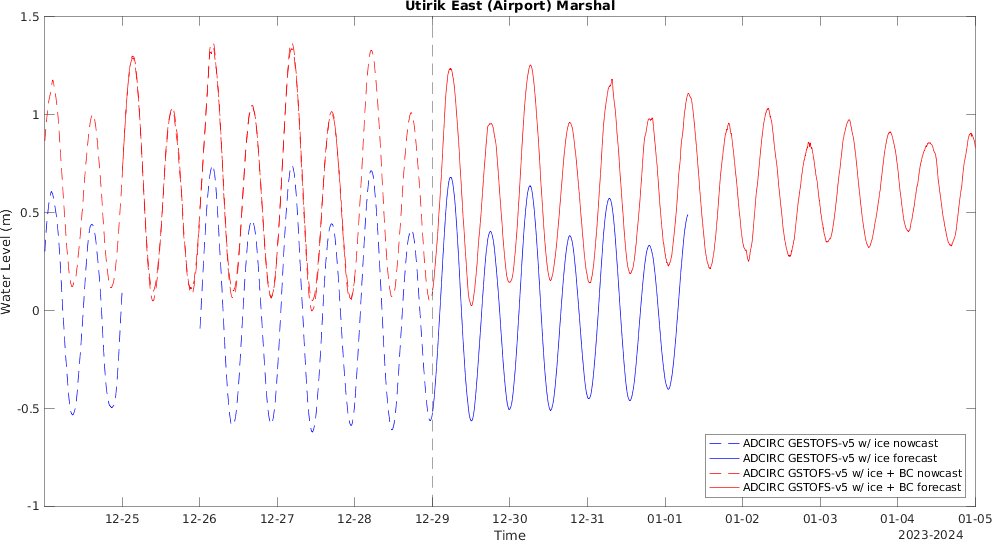 Utirik East (Airport) Marshal
1.5
1
0.5
0
-0.5
-1
Water Level (m)
ADCIRC GESTOFS-v5 w/ ice nowcast
ADCIRC GESTOFS-v5 w/ ice forecast
ADCIRC GSTOFS-v5 w/ ice + BC nowcast
ADCIRC GSTOFS-v5 w/ ice + BC forecast
12-25 12-26 12-27 12-28 12-29 12-30 12-31 01-01 01-02 01-03 01-04 01-05
Time
2023-2024